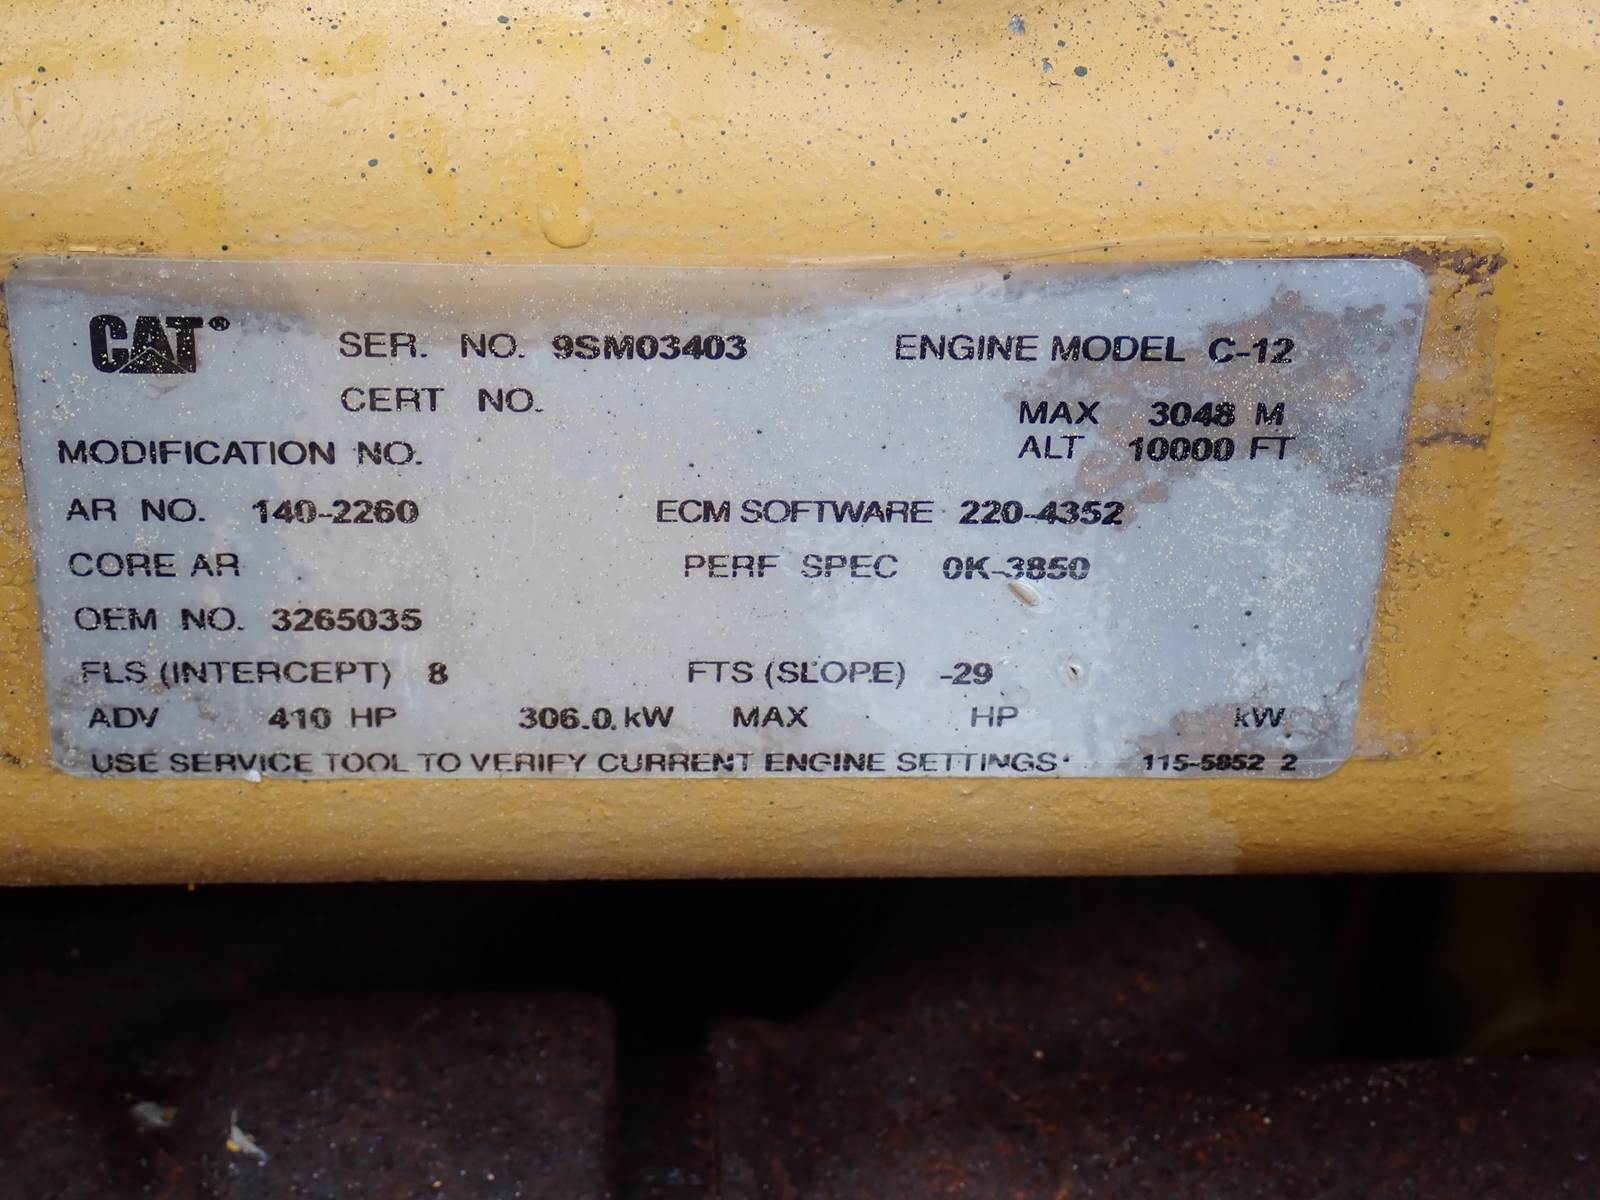 CAT® SER. NO. 9SM03403 ENGINE MODEL C-12
CERT NO.
MAX 3048 M
MODIFICATION NO.
ALT 10000 FT
AR NO. 140-2260 ECM SOFTWARE 220-4352
CORE AR PERF SPEC 0K-3850
OEM NO. 3265035
FLS (INTERCEPT) 8 FTS (SLOPE) -29
ADV 410 HP 306.0 kW MAX HP kW
USE SERVICE TOOL TO VERIFY CURRENT ENGINE SETTINGS. 115-5852 2